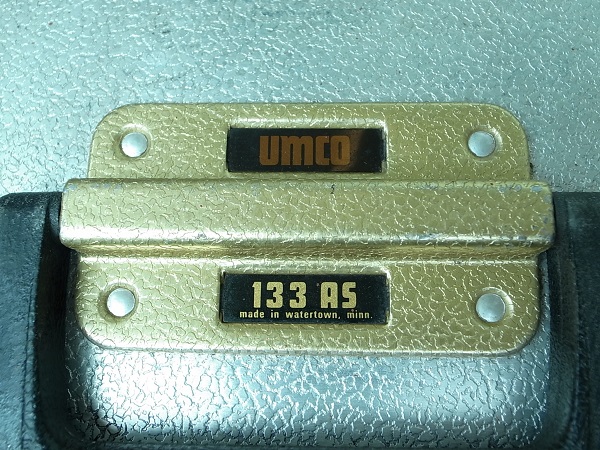 umco
133 AS
made in watertown, minn.